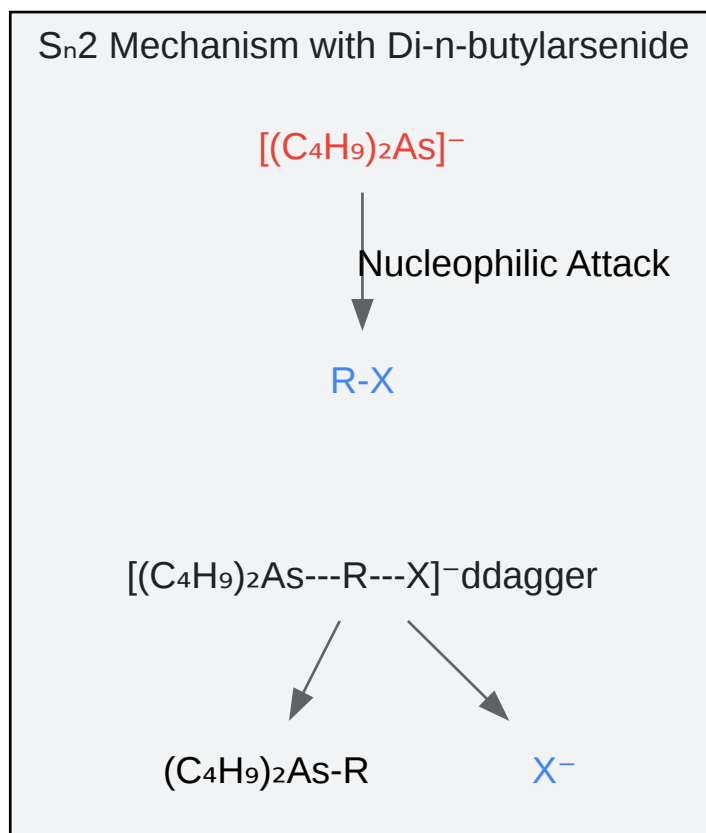 Sₙ2 Mechanism with Di-n-butylarsenide
[(C₄H₉)₂As]⁻
Nucleophilic Attack
R-X
[(C₄H₉)₂As---R---X]⁻ddagger
(C₄H₉)₂As-R X⁻